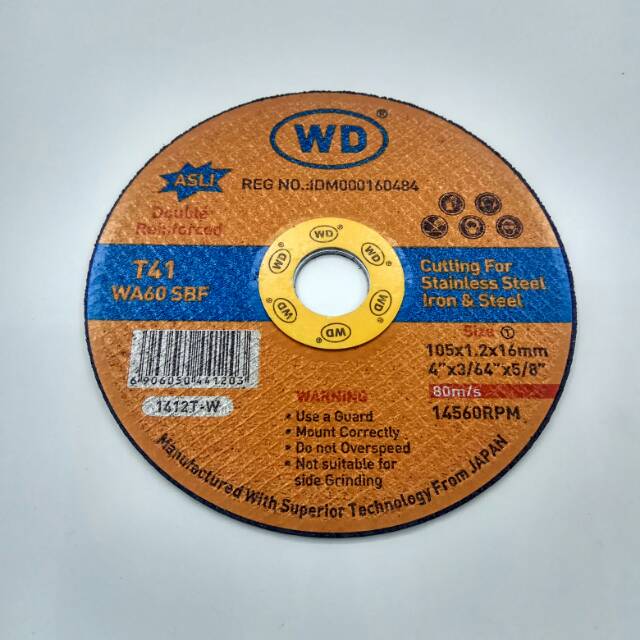 WD®
ASLI
REG NO.:IDM000160484
Double
Reinforced
WD®
WD®
WD®
WD®
WD®
WD®
T41
WA60 SBF
Cutting For
Stainless Steel
Iron & Steel
6906050441203
1412T-W
Size T
105x1.2x16mm
4"x3/64"x5/8"
80m/s
14560RPM
WARNING
• Use a Guard
• Mount Correctly
• Do not Overspeed
• Not suitable for
side Grinding
Manufactured With Superior Technology From JAPAN